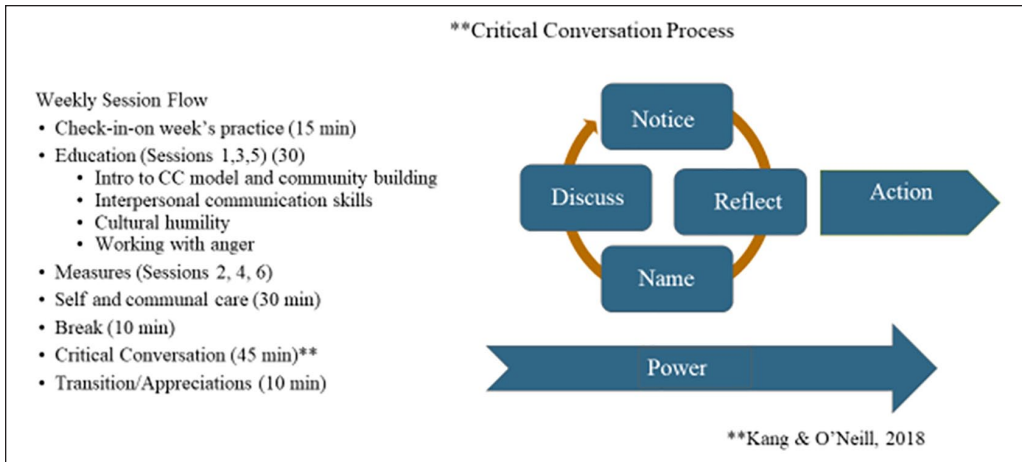 **Critical Conversation Process
Weekly Session Flow
• Check-in-on week's practice (15 min)
• Education (Sessions 1,3,5) (30)
• Intro to CC model and community building
• Interpersonal communication skills
• Cultural humility
• Working with anger
• Measures (Sessions 2, 4, 6)
• Self and communal care (30 min)
• Break (10 min)
• Critical Conversation (45 min)**
• Transition/Appreciations (10 min)
Notice
Reflect
Name
Discuss
Action
Power
**Kang & O’Neill, 2018